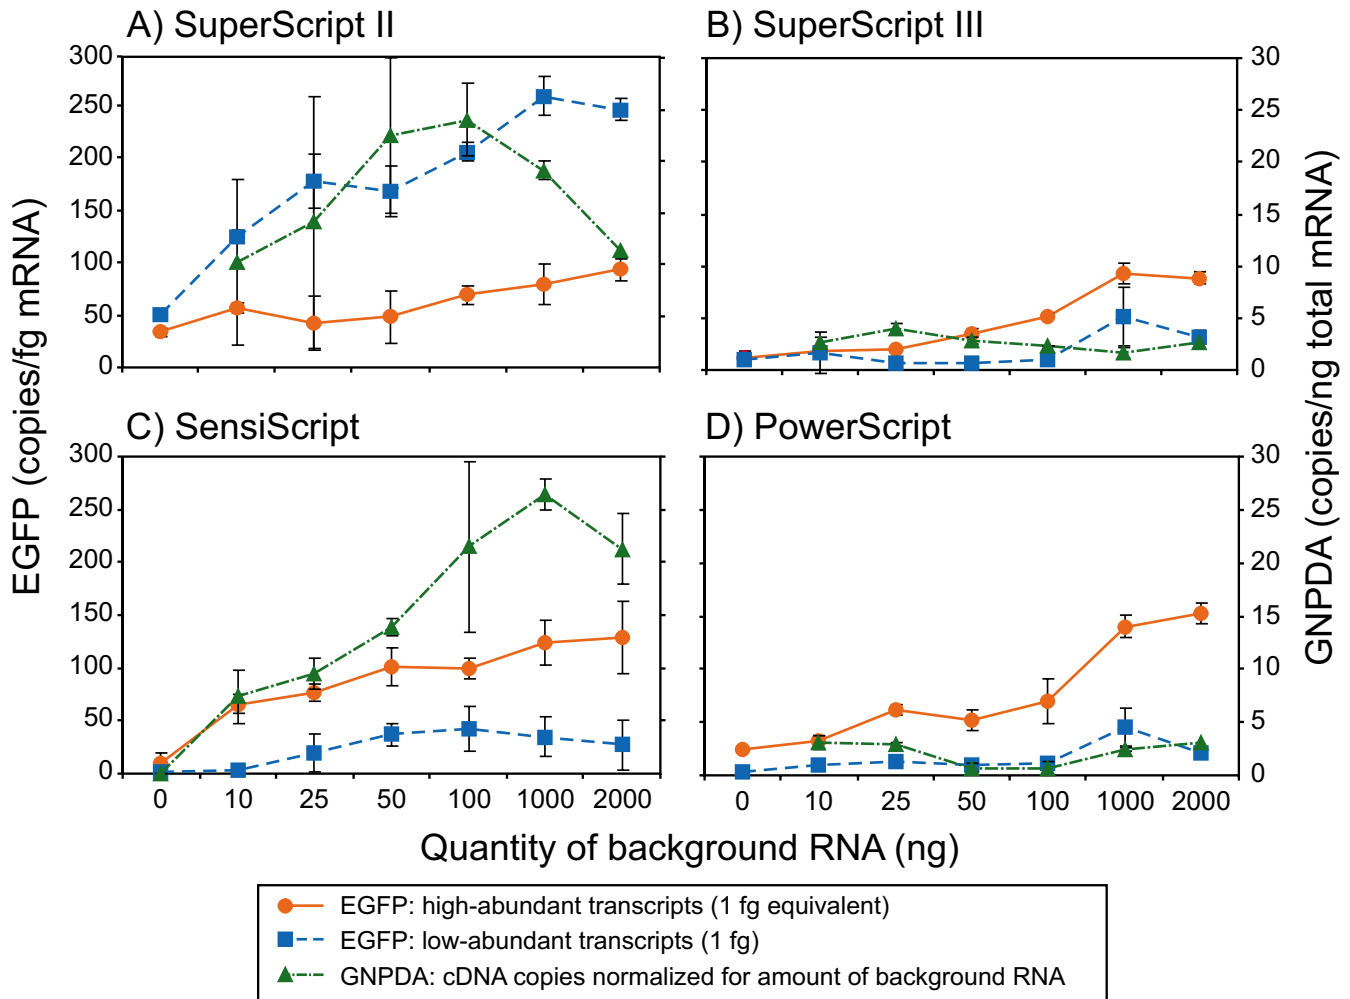 A) SuperScript II
B) SuperScript III
300
250
200
150
100
50
0
30
25
20
15
10
5
0
EGFP (copies/fg mRNA)
GNPDA (copies/ng total mRNA)
C) SensiScript
D) PowerScript
300
250
200
150
100
50
0
30
25
20
15
10
5
0
0 10 25 50 100 1000 2000
0 10 25 50 100 1000 2000
Quantity of background RNA (ng)
EGFP: high-abundant transcripts (1 fg equivalent)
EGFP: low-abundant transcripts (1 fg)
GNPDA: cDNA copies normalized for amount of background RNA